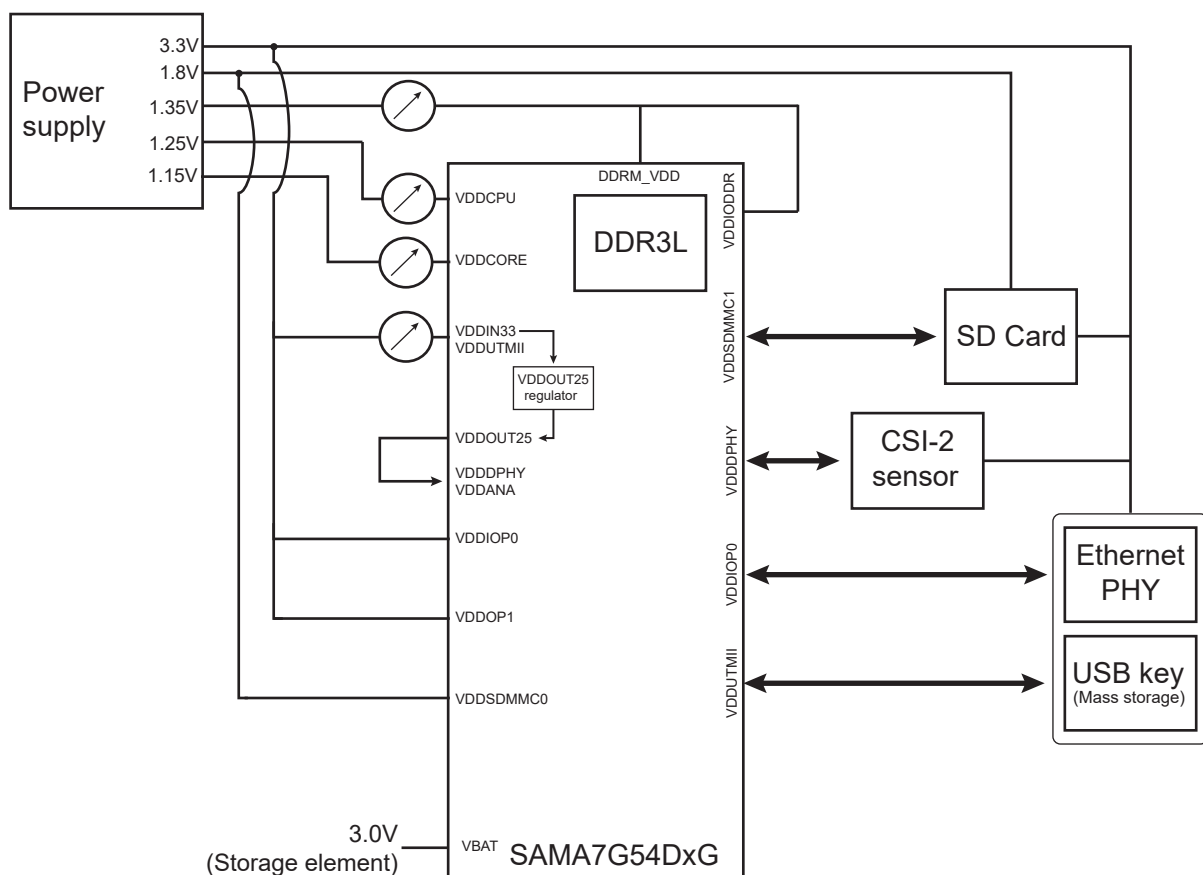 Power
supply
3.3V
1.8V
1.35V
1.25V
1.15V
DDRM_VDD
DDR3L
VDDCPU
VDDCORE
VDDIN33
VDDUTMII
VDDOUT25
regulator
VDDOUT25
VDDDPHY
VDDANA
VDDIOP0
VDDOP1
VDDSDMMC0
3.0V
(Storage element)
VBAT
SAMA7G54DxG
VDDIODDR
VDDSDMMC1
VDDDPHY
VDDIOP0
VDDUTMII
SD Card
CSI-2
sensor
Ethernet
PHY
USB key
(Mass storage)